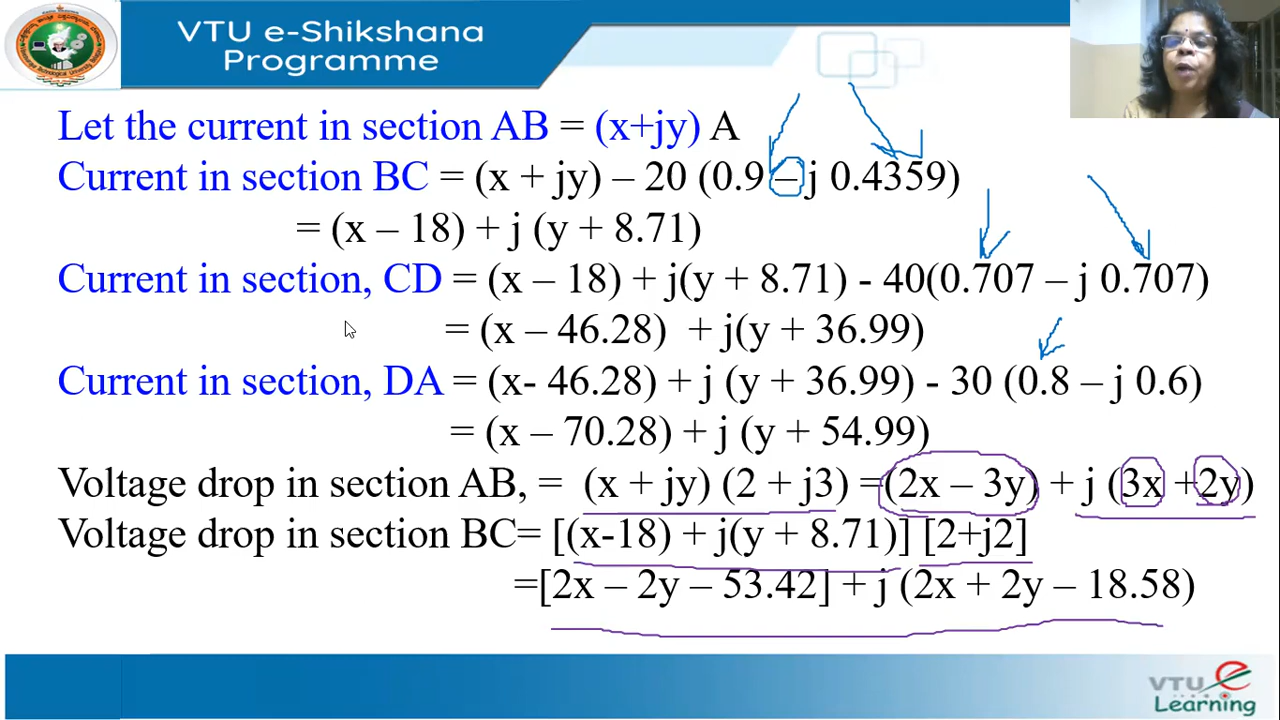 VTU e-Shikshana
Programme
Let the current in section AB = (x+jy) A
Current in section BC = (x + jy) – 20 (0.9 – j 0.4359)
= (x – 18) + j (y + 8.71)
Current in section, CD = (x – 18) + j(y + 8.71) - 40(0.707 – j 0.707)
= (x – 46.28) + j(y + 36.99)
Current in section, DA = (x- 46.28) + j (y + 36.99) - 30 (0.8 – j 0.6)
= (x – 70.28) + j (y + 54.99)
Voltage drop in section AB, = (x + jy) (2 + j3) =(2x – 3y) + j (3x +2y)
Voltage drop in section BC= [(x-18) + j(y + 8.71)] [2+j2]
=[2x – 2y – 53.42] + j (2x + 2y – 18.58)
VTU e
Learning